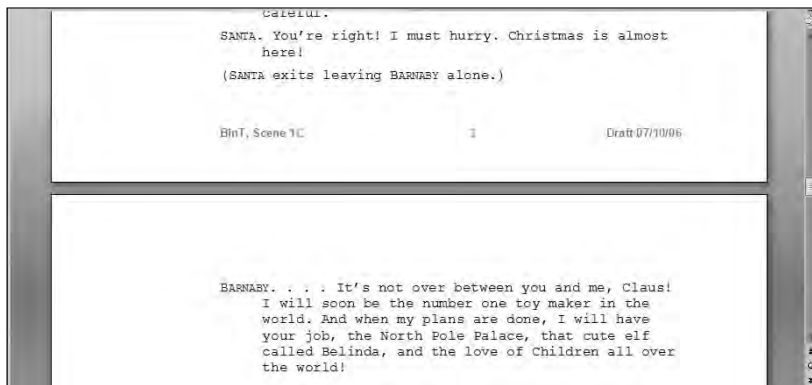 careful.
SANTA. You're right! I must hurry. Christmas is almost
here!
(SANTA exits leaving BARNABY alone.)
BinT, Scene 1C
Draft 07/10/06
BARNABY. . . . It's not over between you and me, Claus!
I will soon be the number one toy maker in the
world. And when my plans are done, I will have
your job, the North Pole Palace, that cute elf
called Belinda, and the love of Children all over
the world!